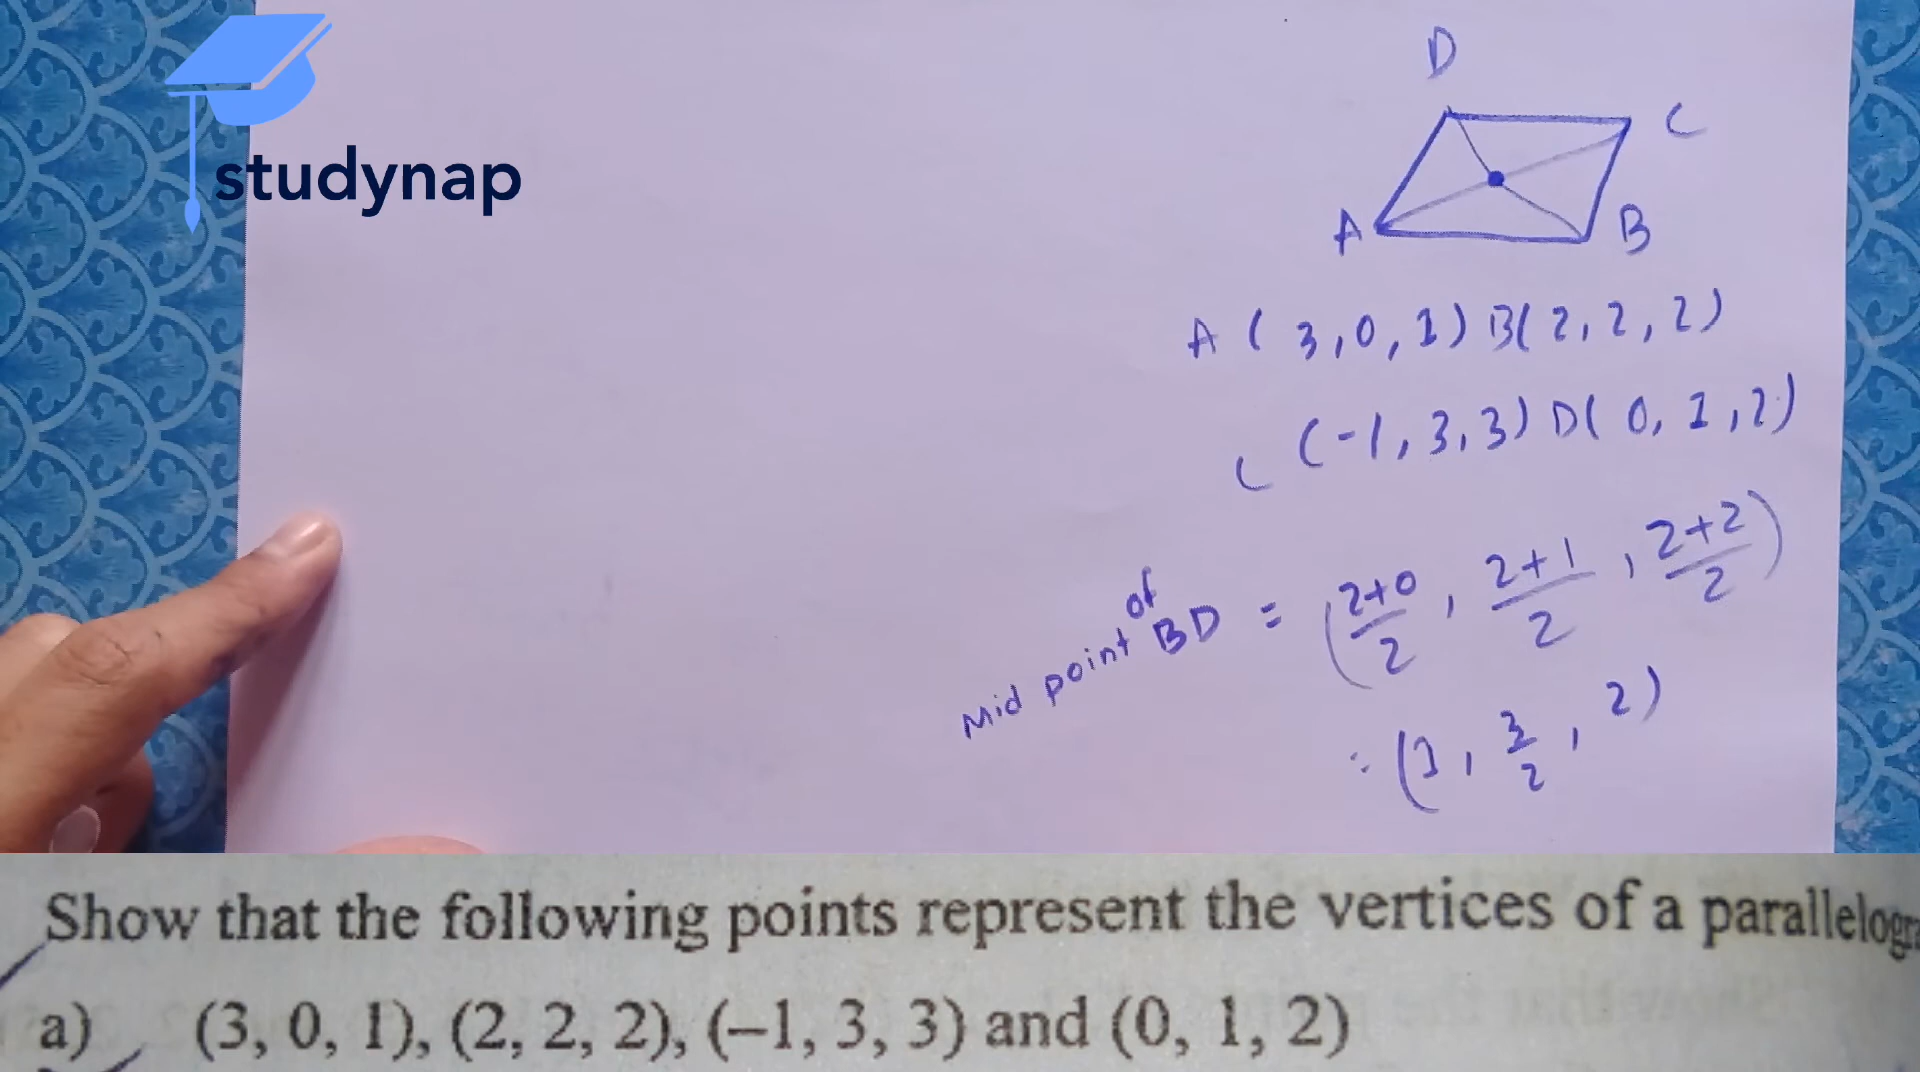 studynap
D
C
A
B
A ( 3, 0, 1 ) B( 2, 2, 2 )
C (-1, 3, 3) D( 0, 1, 2 )
Mid point of BD = ( 2+0/2 , 2+1/2 , 2+2/2 )
= (1, 3/2, 2)
Show that the following points represent the vertices of a parallelogra
a) (3, 0, 1), (2, 2, 2), (–1, 3, 3) and (0, 1, 2)